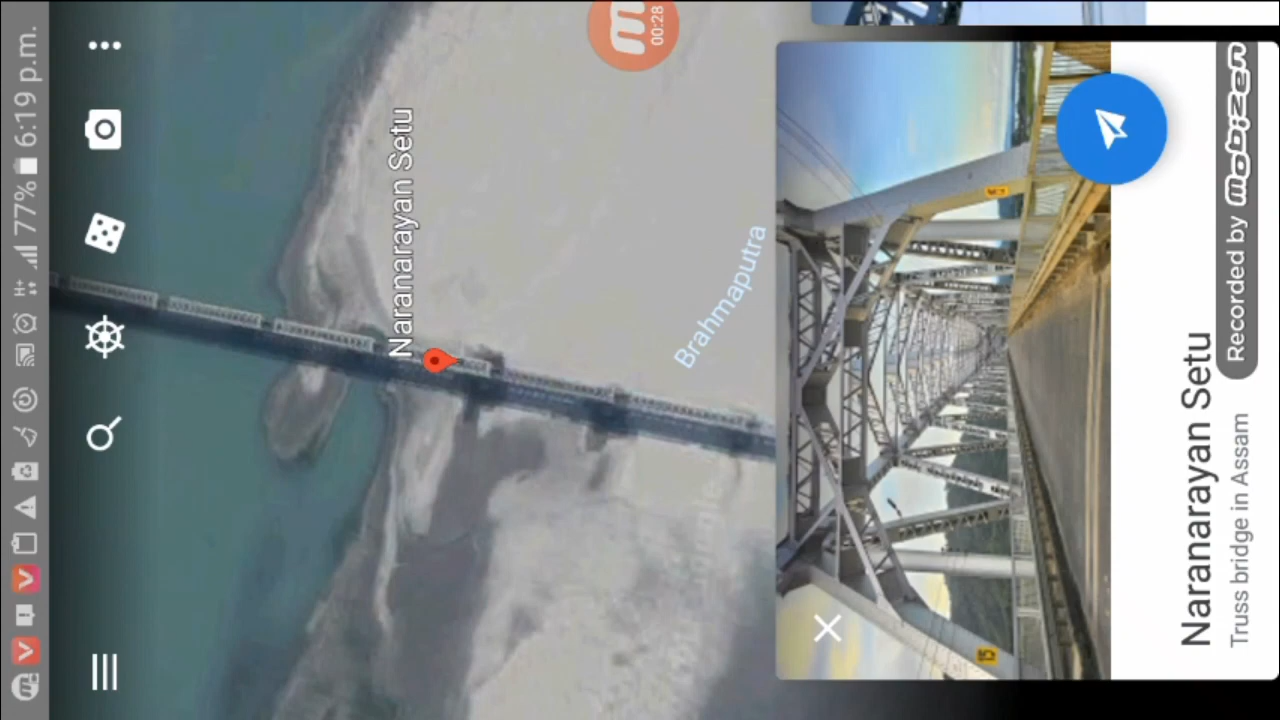 77% 6:19 p.m.
H+
00:28
Naranarayan Setu
Brahmaputra
Naranarayan Setu
Truss bridge in Assam
Recorded by mobizen